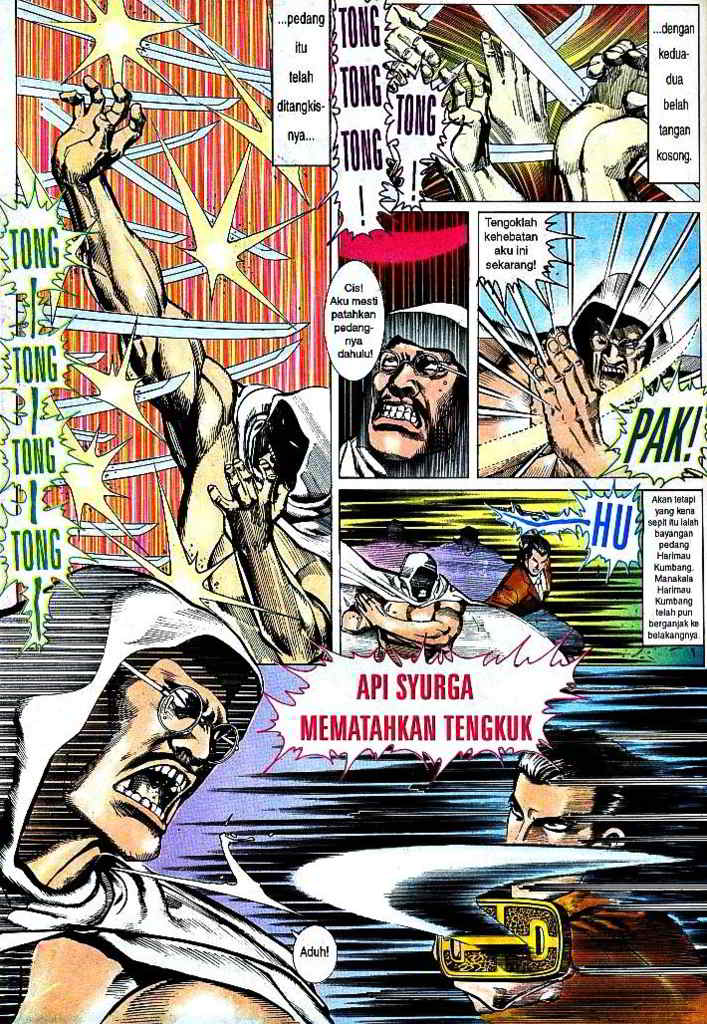 ...pedang
itu
telah
ditangkis-
nya...
TONG
TONG
TONG
!
TONG
!
...dengan
kedua-
dua
belah
tangan
kosong.
TONG
!
TONG
!
TONG
!
TONG
!
Cis!
Aku mesti
patahkan
pedang-
nya
dahulu!
Tengoklah
kehebatan
aku ini
sekarang!
PAK!
HU
Akan tetapi
yang kena
sepit itu ialah
bayangan
pedang
Harimau
Kumbang.
Manakala
Harimau
Kumbang
telah pun
berganjak ke
belakangnya.
API SYURGA
MEMATAHKAN TENGKUK
Aduh!